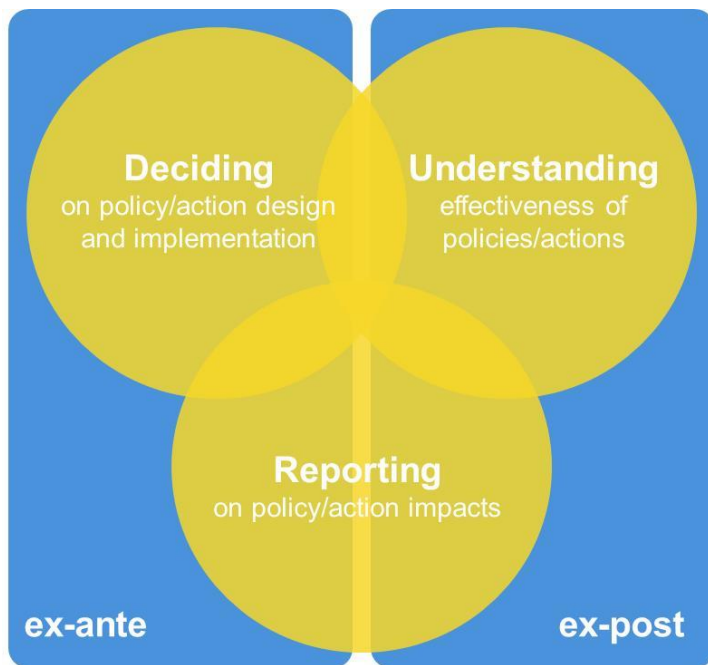 Deciding
on policy/action design
and implementation
Understanding
effectiveness of
policies/actions
Reporting
on policy/action impacts
ex-ante
ex-post